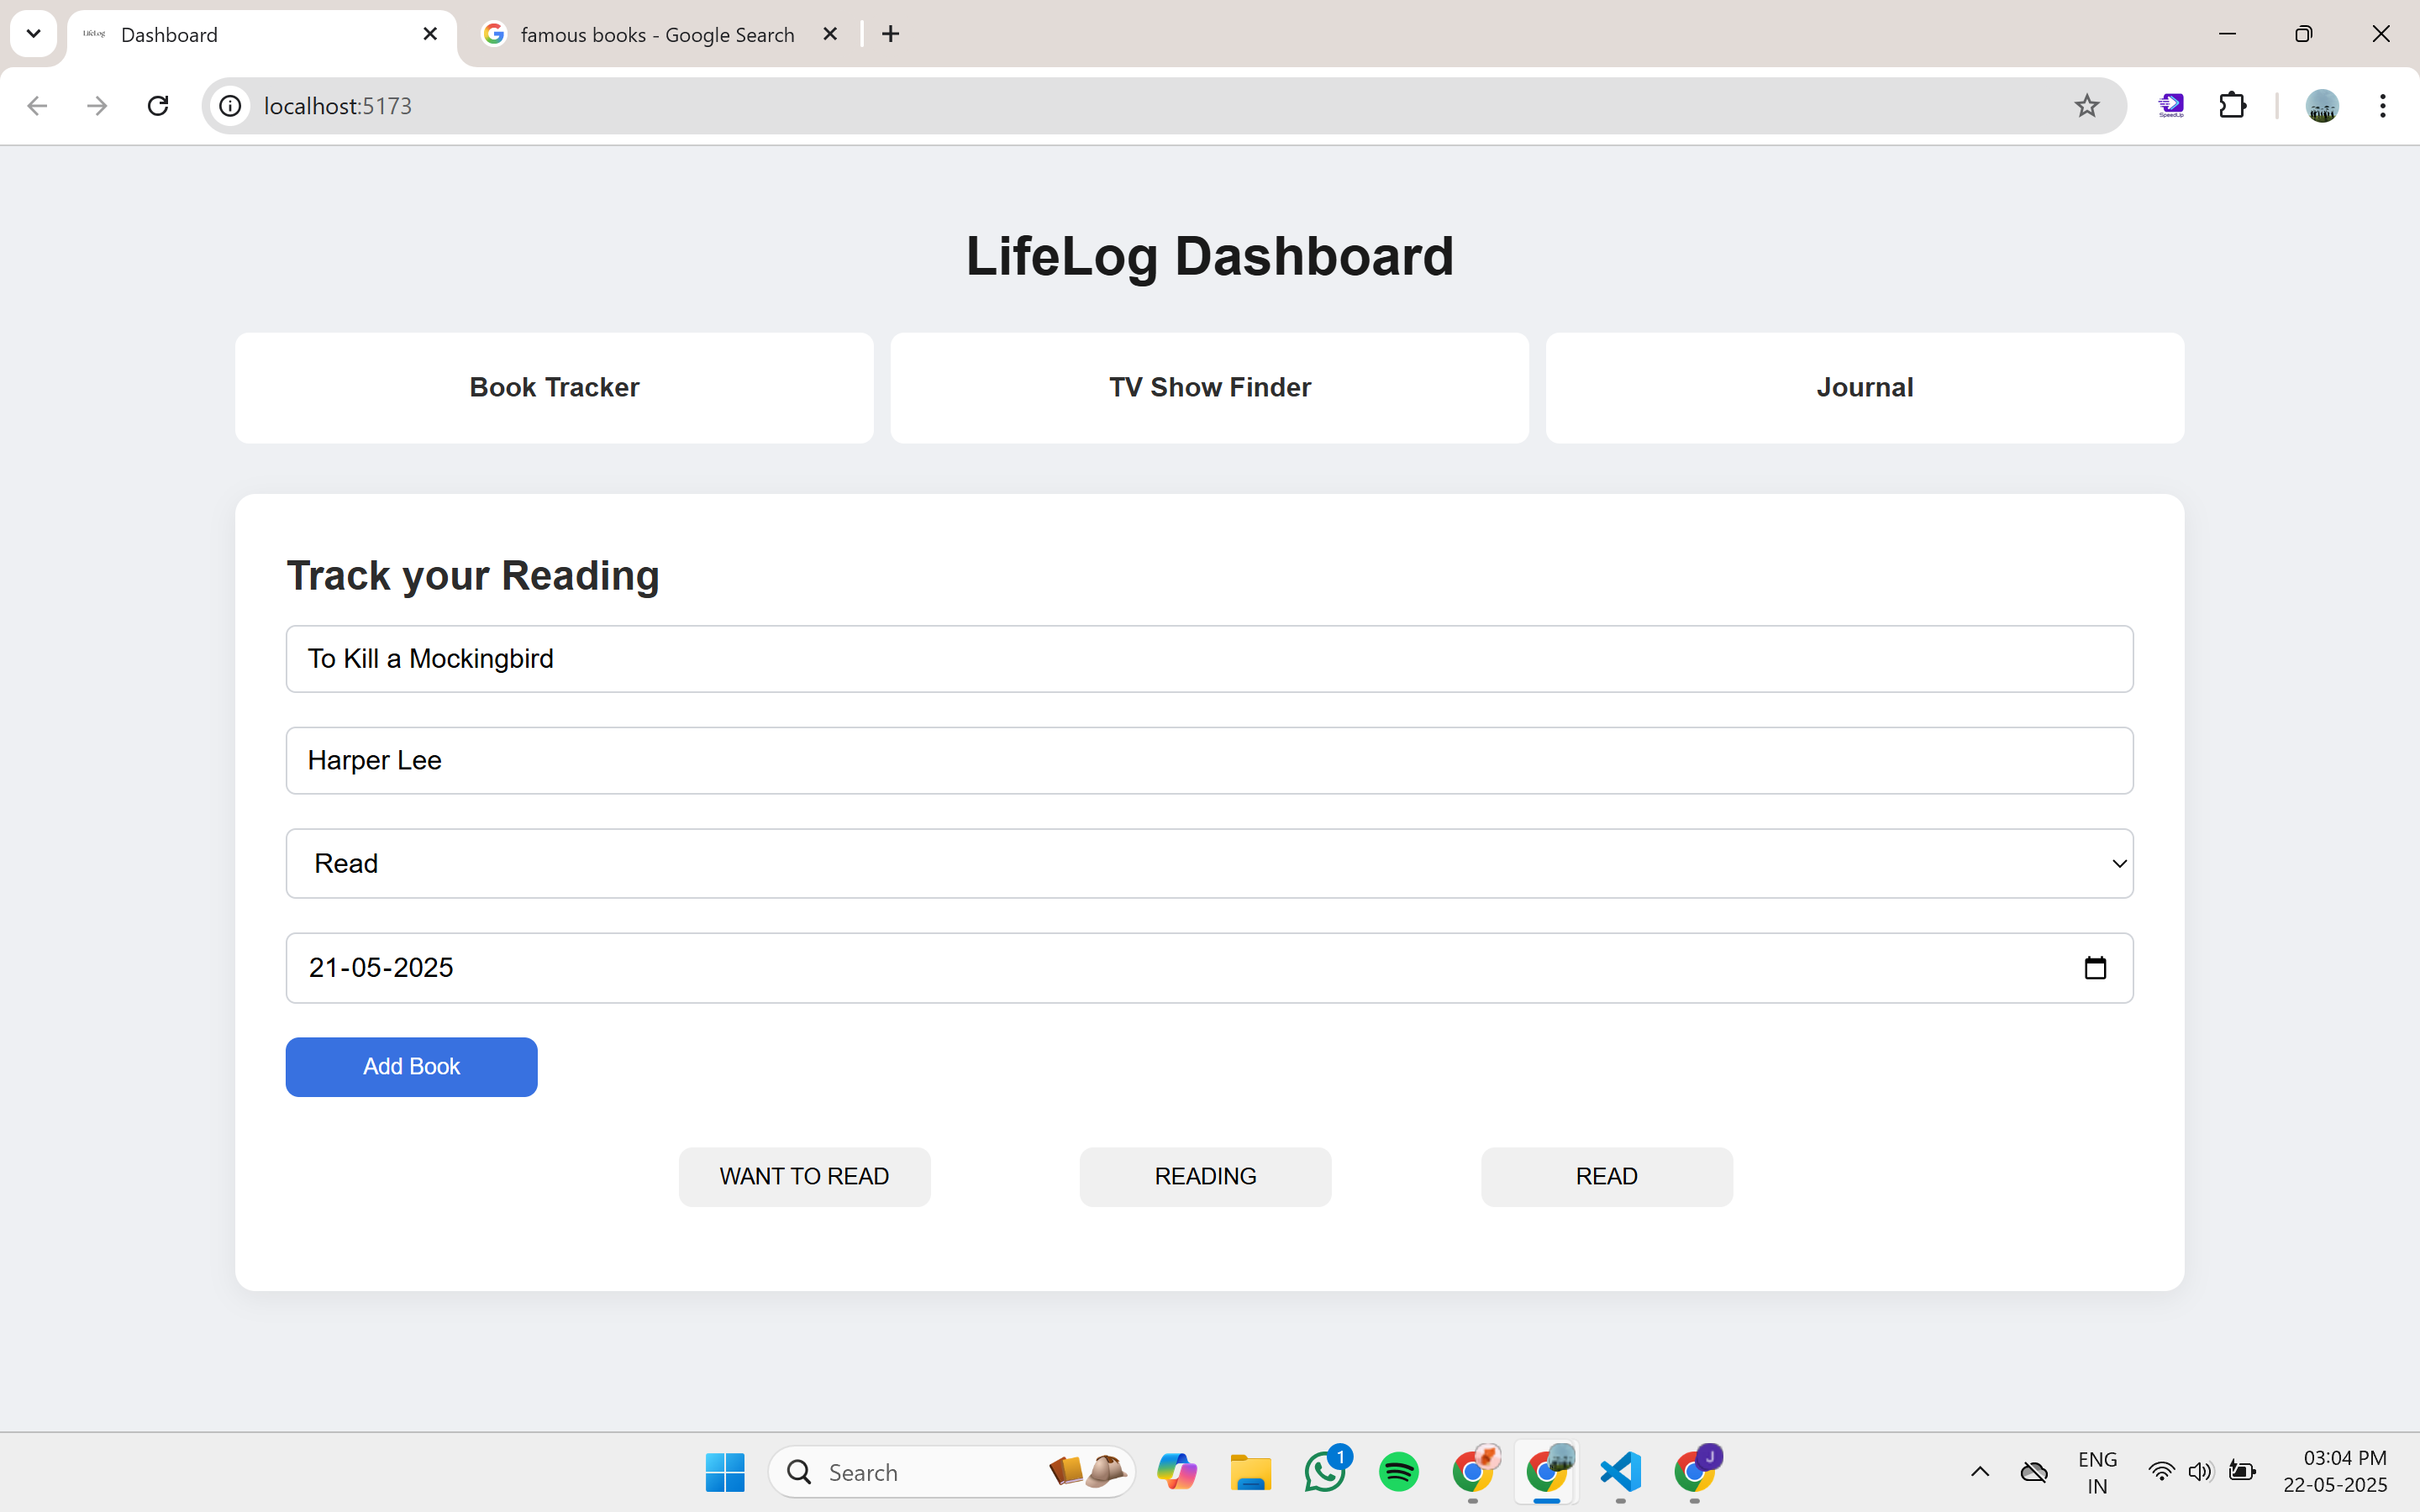 LifeLog Dashboard
famous books - Google Search
localhost:5173
SpeedUp
LifeLog Dashboard
Book Tracker
TV Show Finder
Journal
Track your Reading
To Kill a Mockingbird
Harper Lee
Read
21-05-2025
Add Book
WANT TO READ
READING
READ
Search
1
J
ENG
IN
03:04 PM
22-05-2025